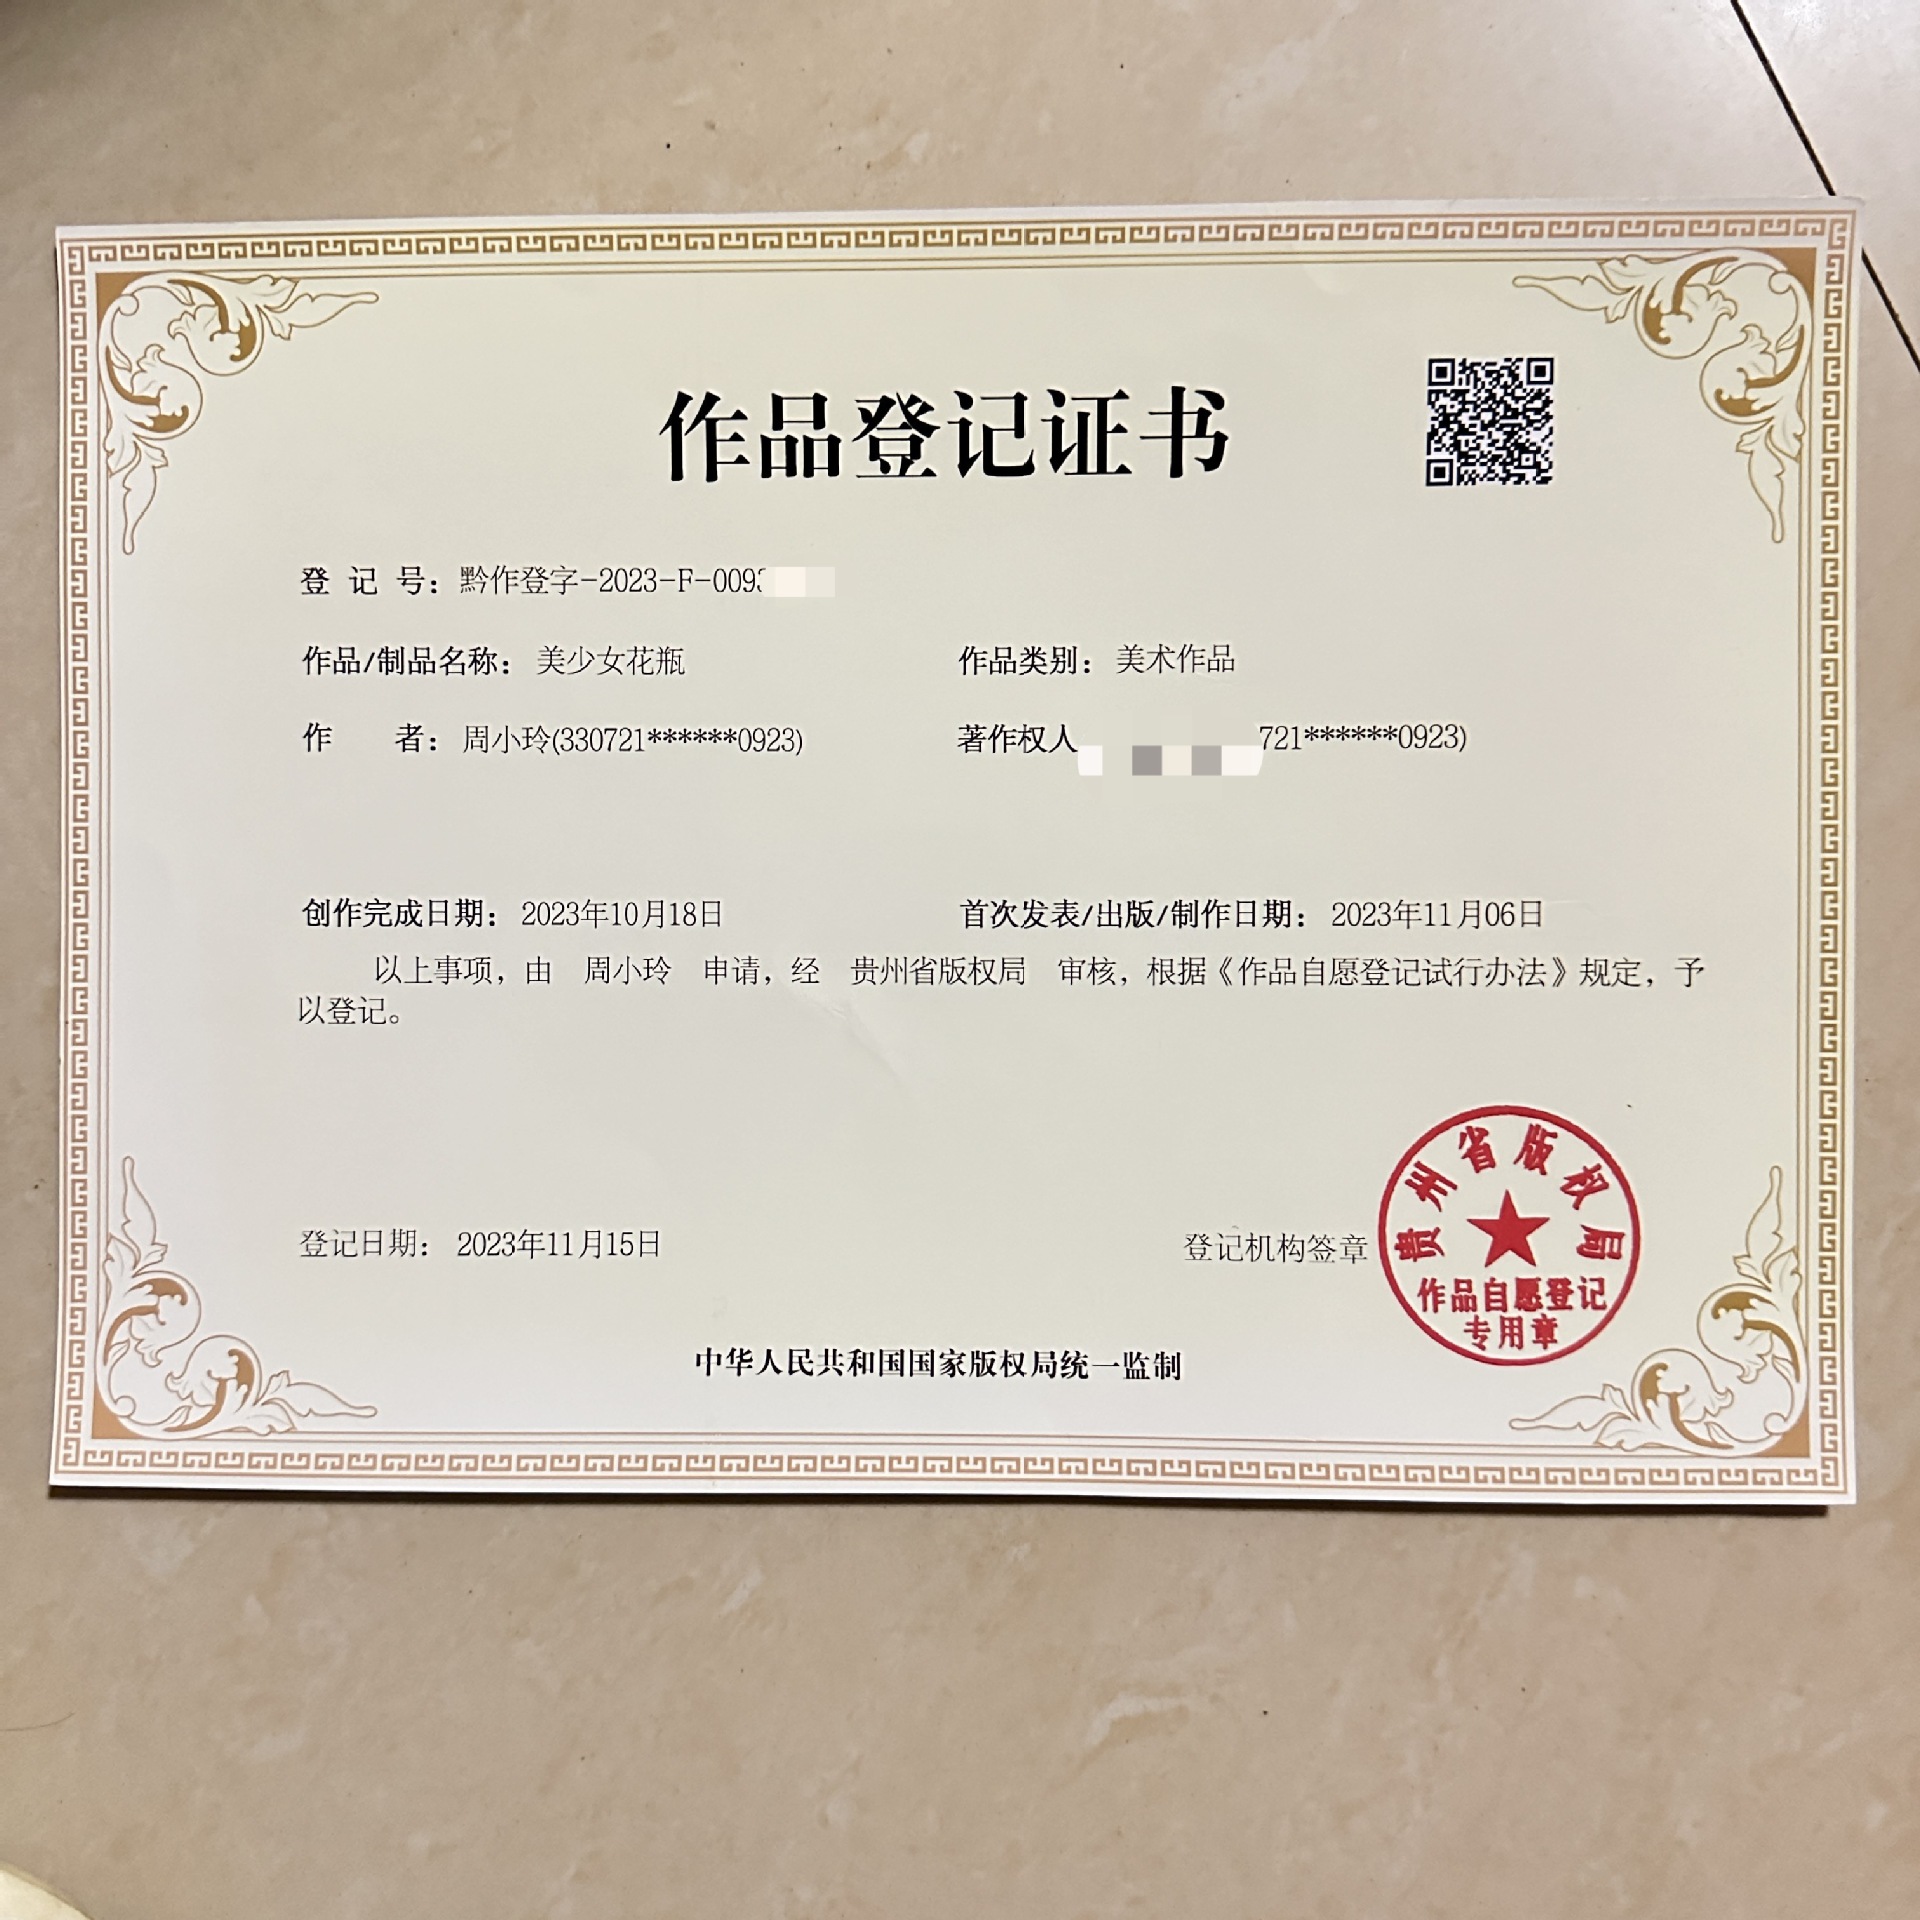 作品登记证书
登 记 号：黔作登字-2023-F-009
作品/制品名称：美少女花瓶
作品类别：美术作品
作 者：周小玲(330721******0923)
著作权人 721******0923)
创作完成日期：2023年10月18日
首次发表/出版/制作日期：2023年11月06日
以上事项，由 周小玲 申请，经 贵州省版权局 审核，根据《作品自愿登记试行办法》规定，予
以登记。
登记日期：2023年11月15日
登记机构签章
贵州省版权局
作品自愿登记
专用章
中华人民共和国国家版权局统一监制